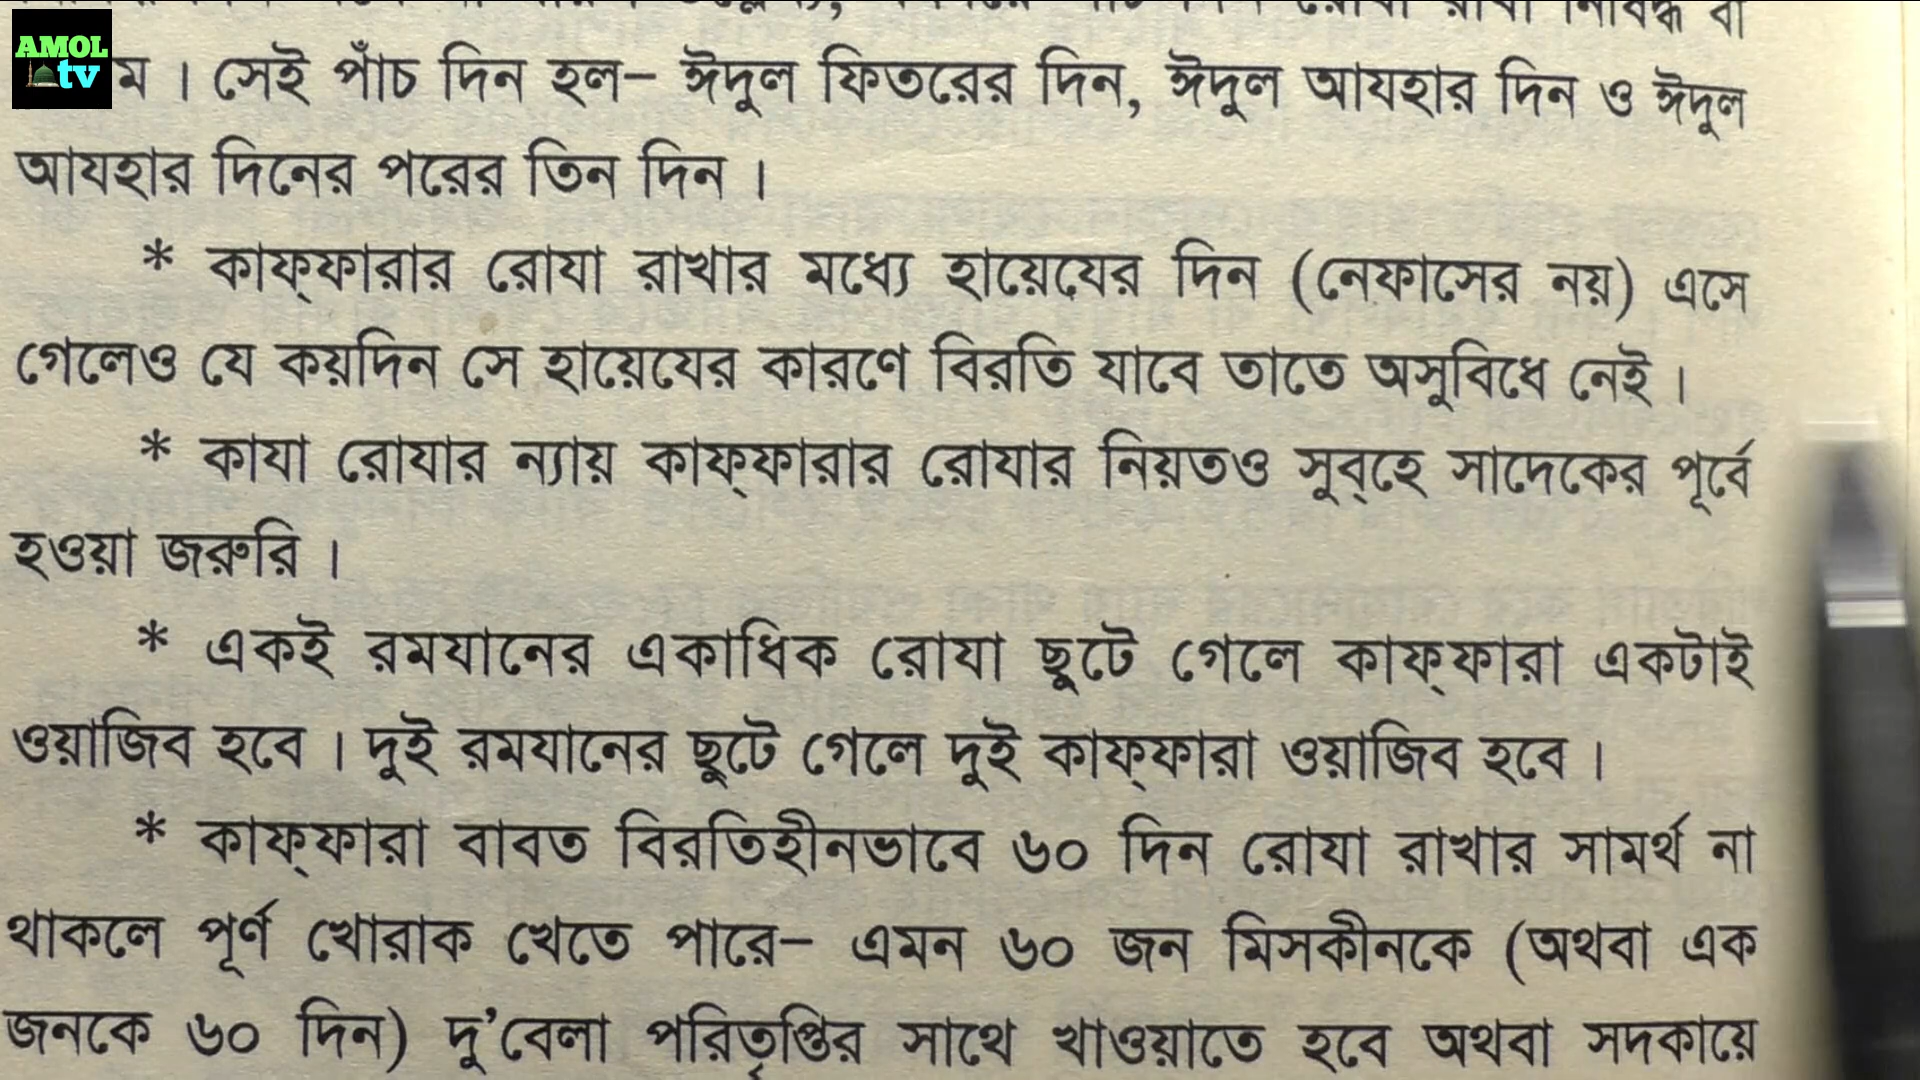 AMOL
tv
ম । সেই পাঁচ দিন হল– ঈদুল ফিতরের দিন, ঈদুল আযহার দিন ও ঈদুল
আযহার দিনের পরের তিন দিন ।
* কাফ্ফারার রোযা রাখার মধ্যে হায়েযের দিন (নেফাসের নয়) এসে
গেলেও যে কয়দিন সে হায়েযের কারণে বিরতি যাবে তাতে অসুবিধে নেই ।
* কাযা রোযার ন্যায় কাফ্ফারার রোযার নিয়তও সুব্হে সাদেকের পূর্বে
হওয়া জরুরি ।
* একই রমযানের একাধিক রোযা ছুটে গেলে কাফ্ফারা একটাই
ওয়াজিব হবে । দুই রমযানের ছুটে গেলে দুই কাফ্ফারা ওয়াজিব হবে ।
* কাফ্ফারা বাবত বিরতিহীনভাবে ৬০ দিন রোযা রাখার সামর্থ না
থাকলে পূর্ণ খোরাক খেতে পারে– এমন ৬০ জন মিসকীনকে (অথবা এক
জনকে ৬০ দিন) দু’বেলা পরিতৃপ্তির সাথে খাওয়াতে হবে অথবা সদকায়ে